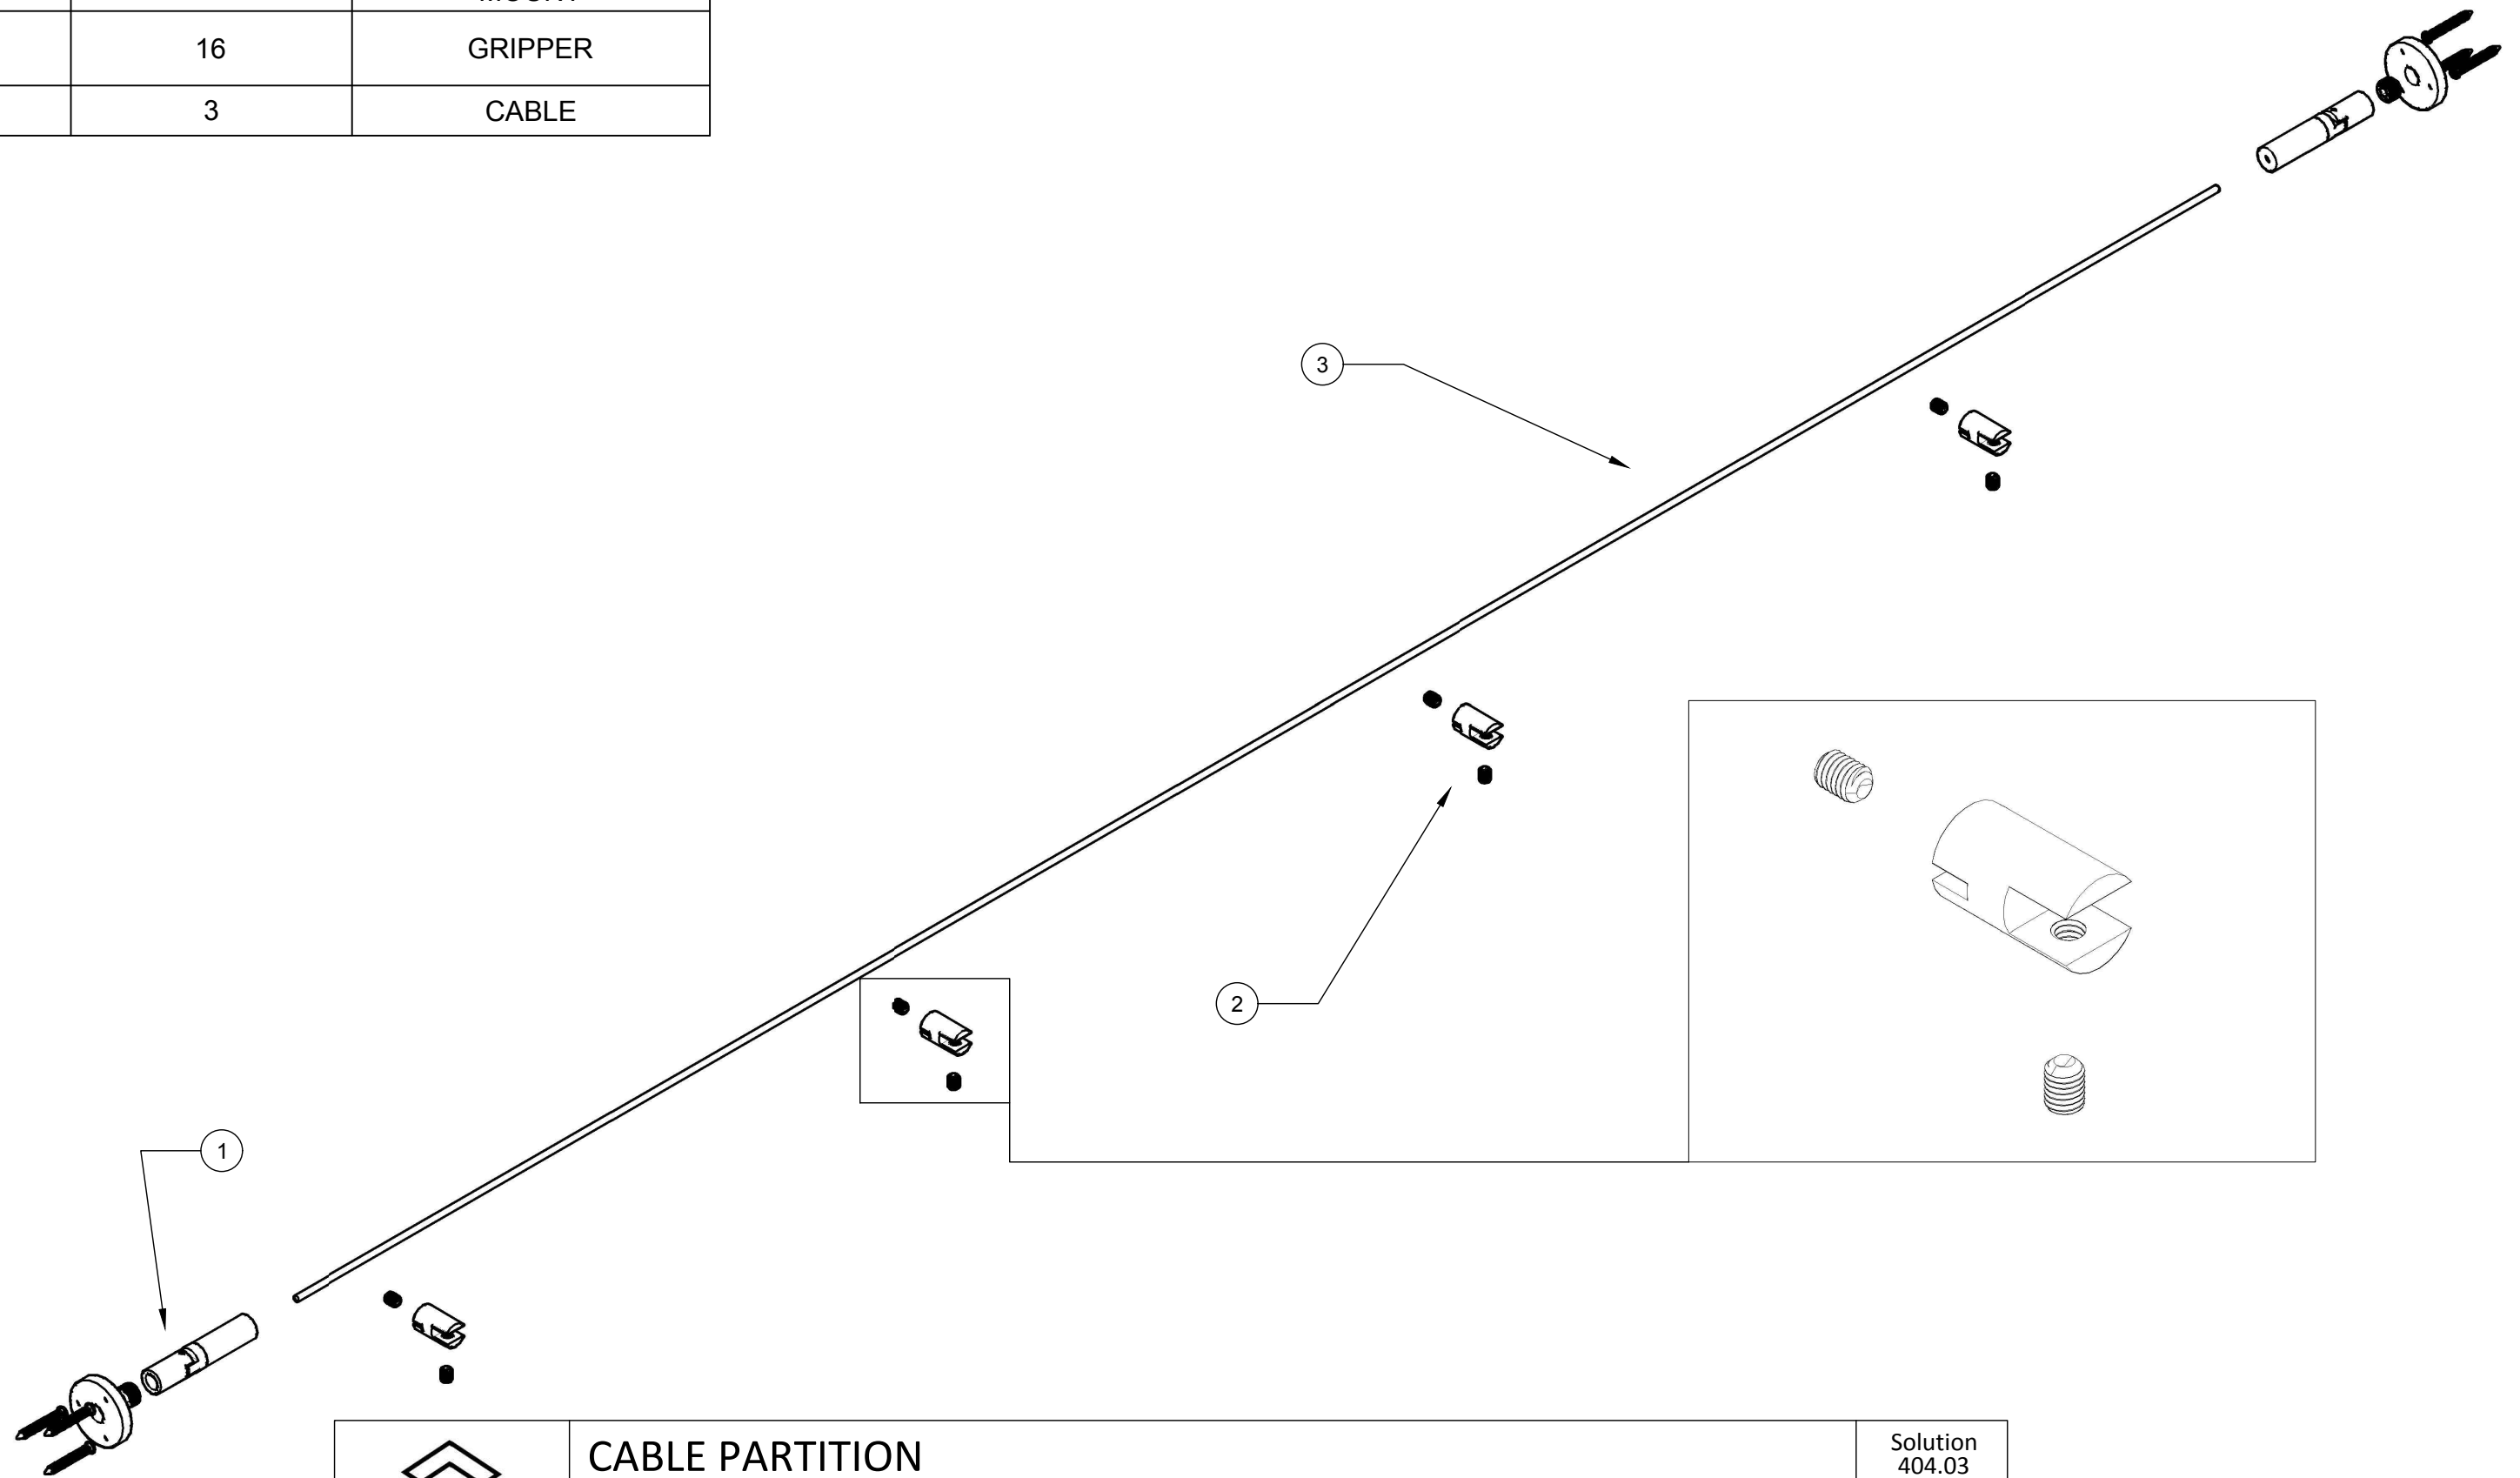 16 GRIPPER
3 CABLE
3
2
1
CABLE PARTITION
Solution
404.03